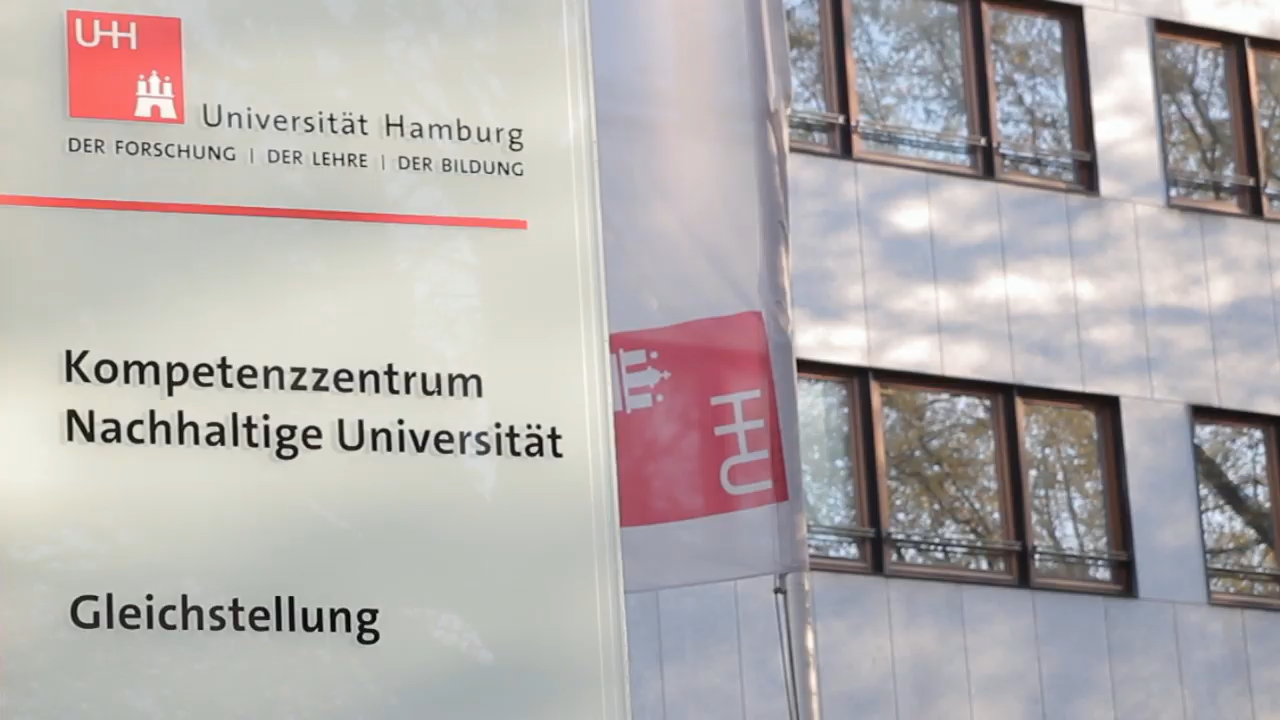 UHH
Universität Hamburg
DER FORSCHUNG | DER LEHRE | DER BILDUNG
Kompetenzzentrum
Nachhaltige Universität
Gleichstellung
UHH